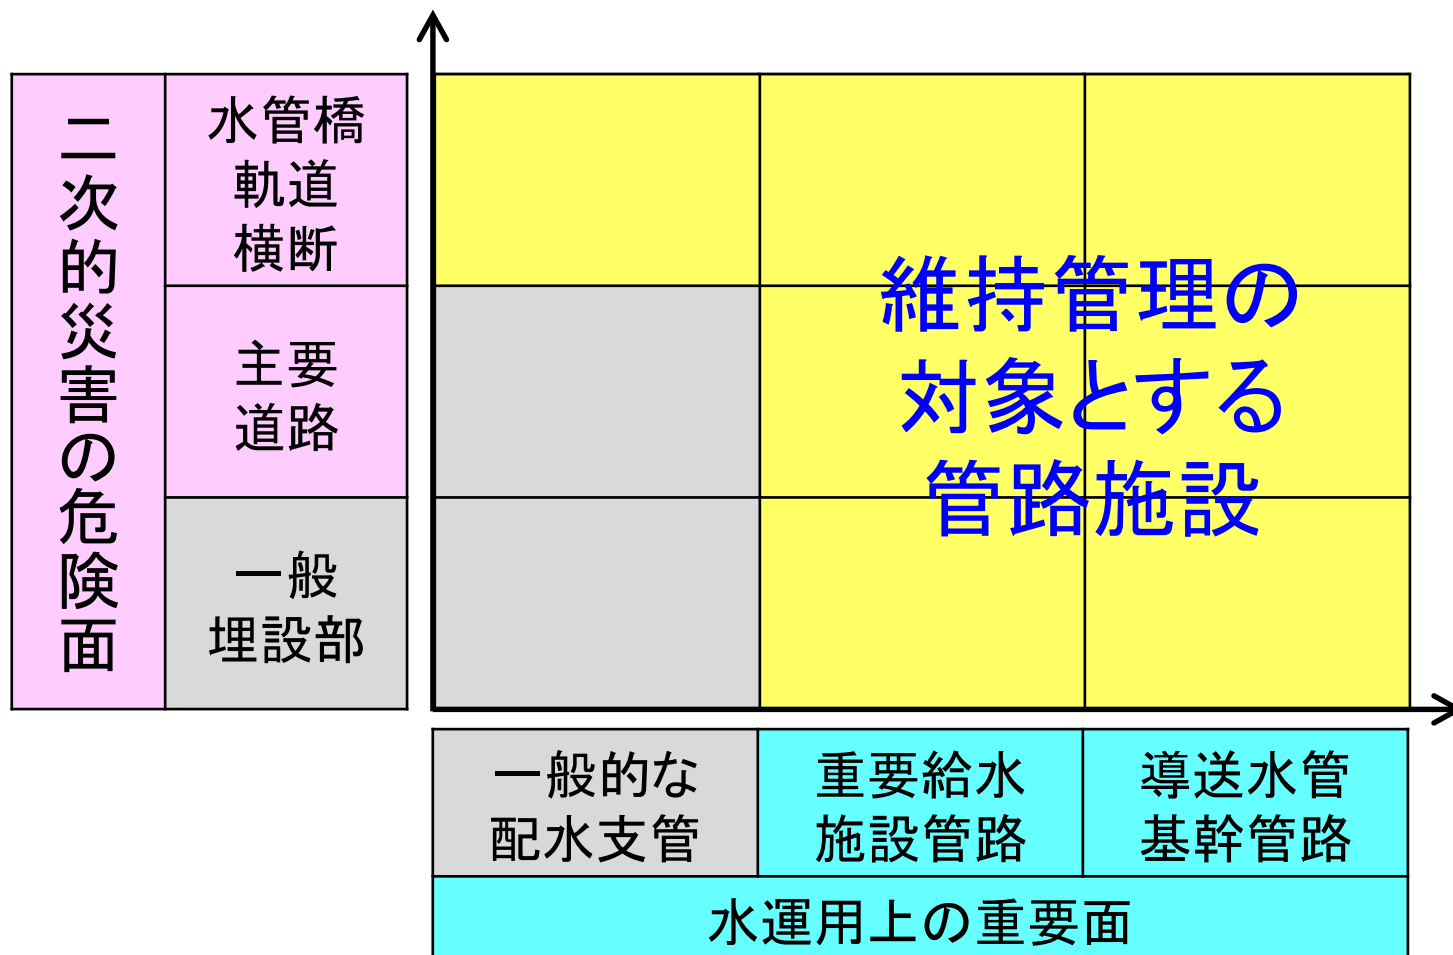 二次的災害の危険面
水管橋
軌道
横断
主要
道路
一般
埋設部
維持管理の
対象とする
管路施設
一般的な
配水支管
重要給水
施設管路
導送水管
基幹管路
水運用上の重要面